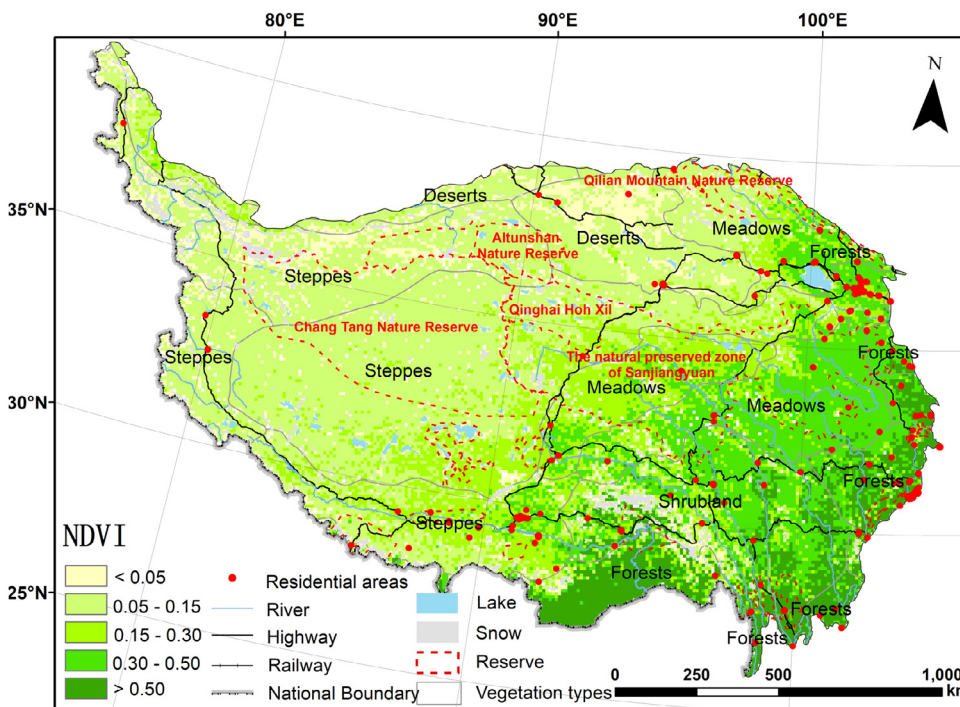 80°E
90°E
100°E
N
35°N
30°N
25°N
Qilian Mountain Nature Reserve
Deserts
Meadows
Deserts
Forests
Altunshan
Nature Reserve
Steppes
Qinghai Hoh Xil
Chang Tang Nature Reserve
Steppes
Steppes
The natural preserved zone
of Sanjiangyuan
Meadows
Forests
Meadows
Forests
Shrubland
Steppes
Forests
Forests
Forests
NDVI
< 0.05
0.05 - 0.15
0.15 - 0.30
0.30 - 0.50
> 0.50
Residential areas
River
Highway
Railway
National Boundary
Lake
Snow
Reserve
Vegetation types
0 250 500 1,000
km